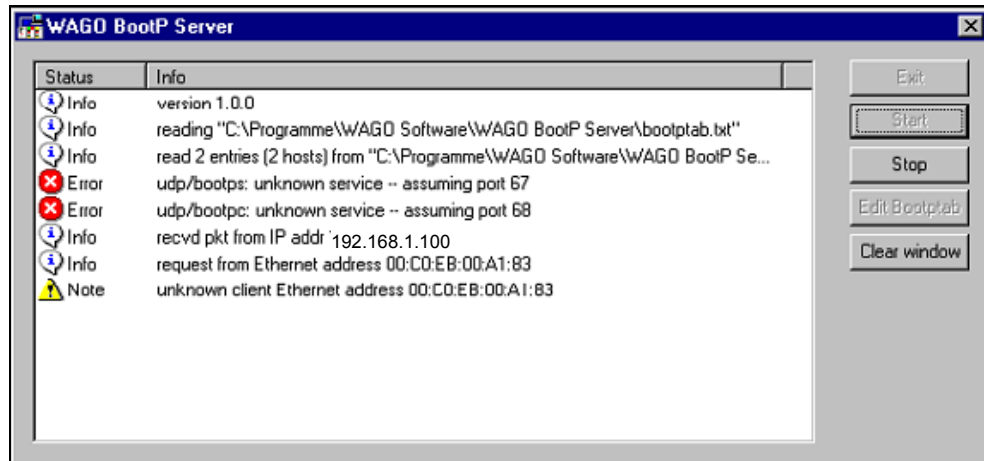 WAGO BootP Server
Status Info
Info version 1.0.0
Info reading "C:\Programme\WAGO Software\WAGO BootP Server\bootptab.txt"
Info read 2 entries (2 hosts) from "C:\Programme\WAGO Software\WAGO BootP Se...
Error udp/bootps: unknown service -- assuming port 67
Error udp/bootpc: unknown service -- assuming port 68
Info recvd pkt from IP addr 192.168.1.100
Info request from Ethernet address 00:C0:EB:00:A1:83
Note unknown client Ethernet address 00:C0:EB:00:A1:83
Exit
Start
Stop
Edit Bootptab
Clear window